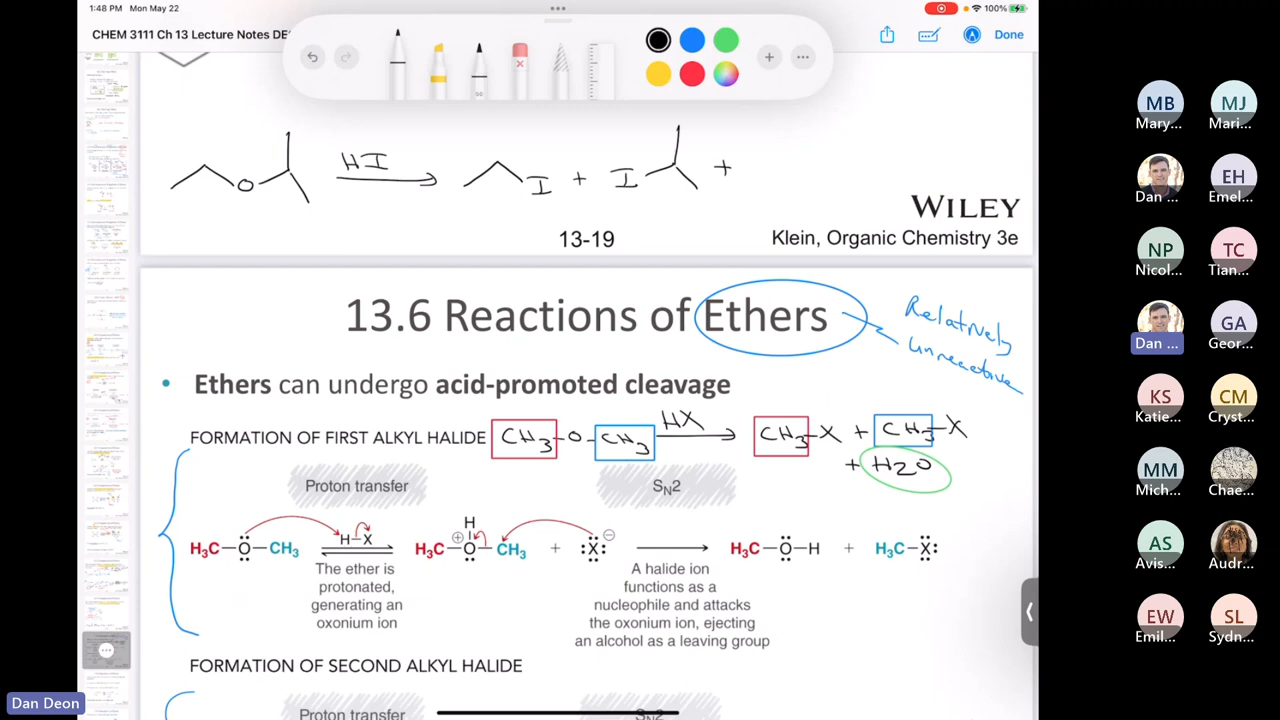 1:48 PM Mon May 22
100%
CHEM 3111 Ch 13 Lecture Notes DE
Done
50
O HI I + I +
WILEY
13-19 Klein, Organic Chemistry 3e
13.6 Reactions of Ethers
Relatively
unreactive
• Ethers can undergo acid-promoted cleavage
FORMATION OF FIRST ALKYL HALIDE CH3-O-CH3 HX CH3-X + CH3-X
+ H2O
Proton transfer SN2
H3C–O–CH3 H–X H3C–O–CH3 H ⊕ + :X: ⊖ H3C–O–H + H3C–X:
The ether is
protonated,
generating an
oxonium ion
A halide ion
functions as a
nucleophile and attacks
the oxonium ion, ejecting
an alcohol as a leaving group
FORMATION OF SECOND ALKYL HALIDE
Proton transfer SN2
Dan Deon
MB MJ
Mary... Mari...
EH
Dan ... Emel...
NP TC
Nicol... Tian...
GA
Dan ... Geor...
KS CM
Katie... Cryst...
MM
Mich... Chae...
AS
Avis... Audr...
EW SL
Emil... Sydn...